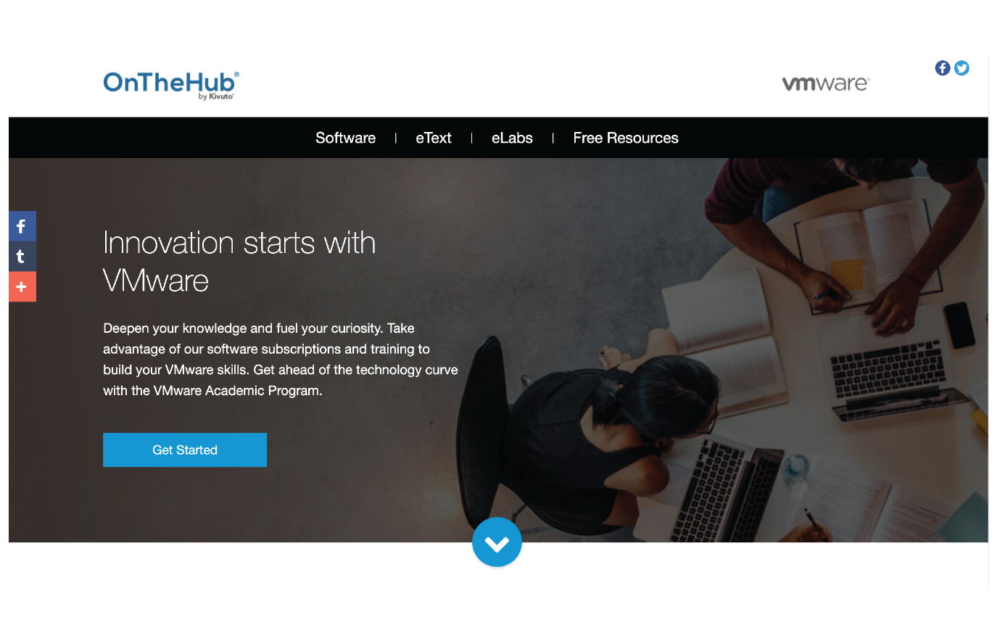 OnTheHub®
by Kivuto®
vmware®
Software | eText | eLabs | Free Resources
Innovation starts with
VMware
Deepen your knowledge and fuel your curiosity. Take
advantage of our software subscriptions and training to
build your VMware skills. Get ahead of the technology curve
with the VMware Academic Program.
Get Started